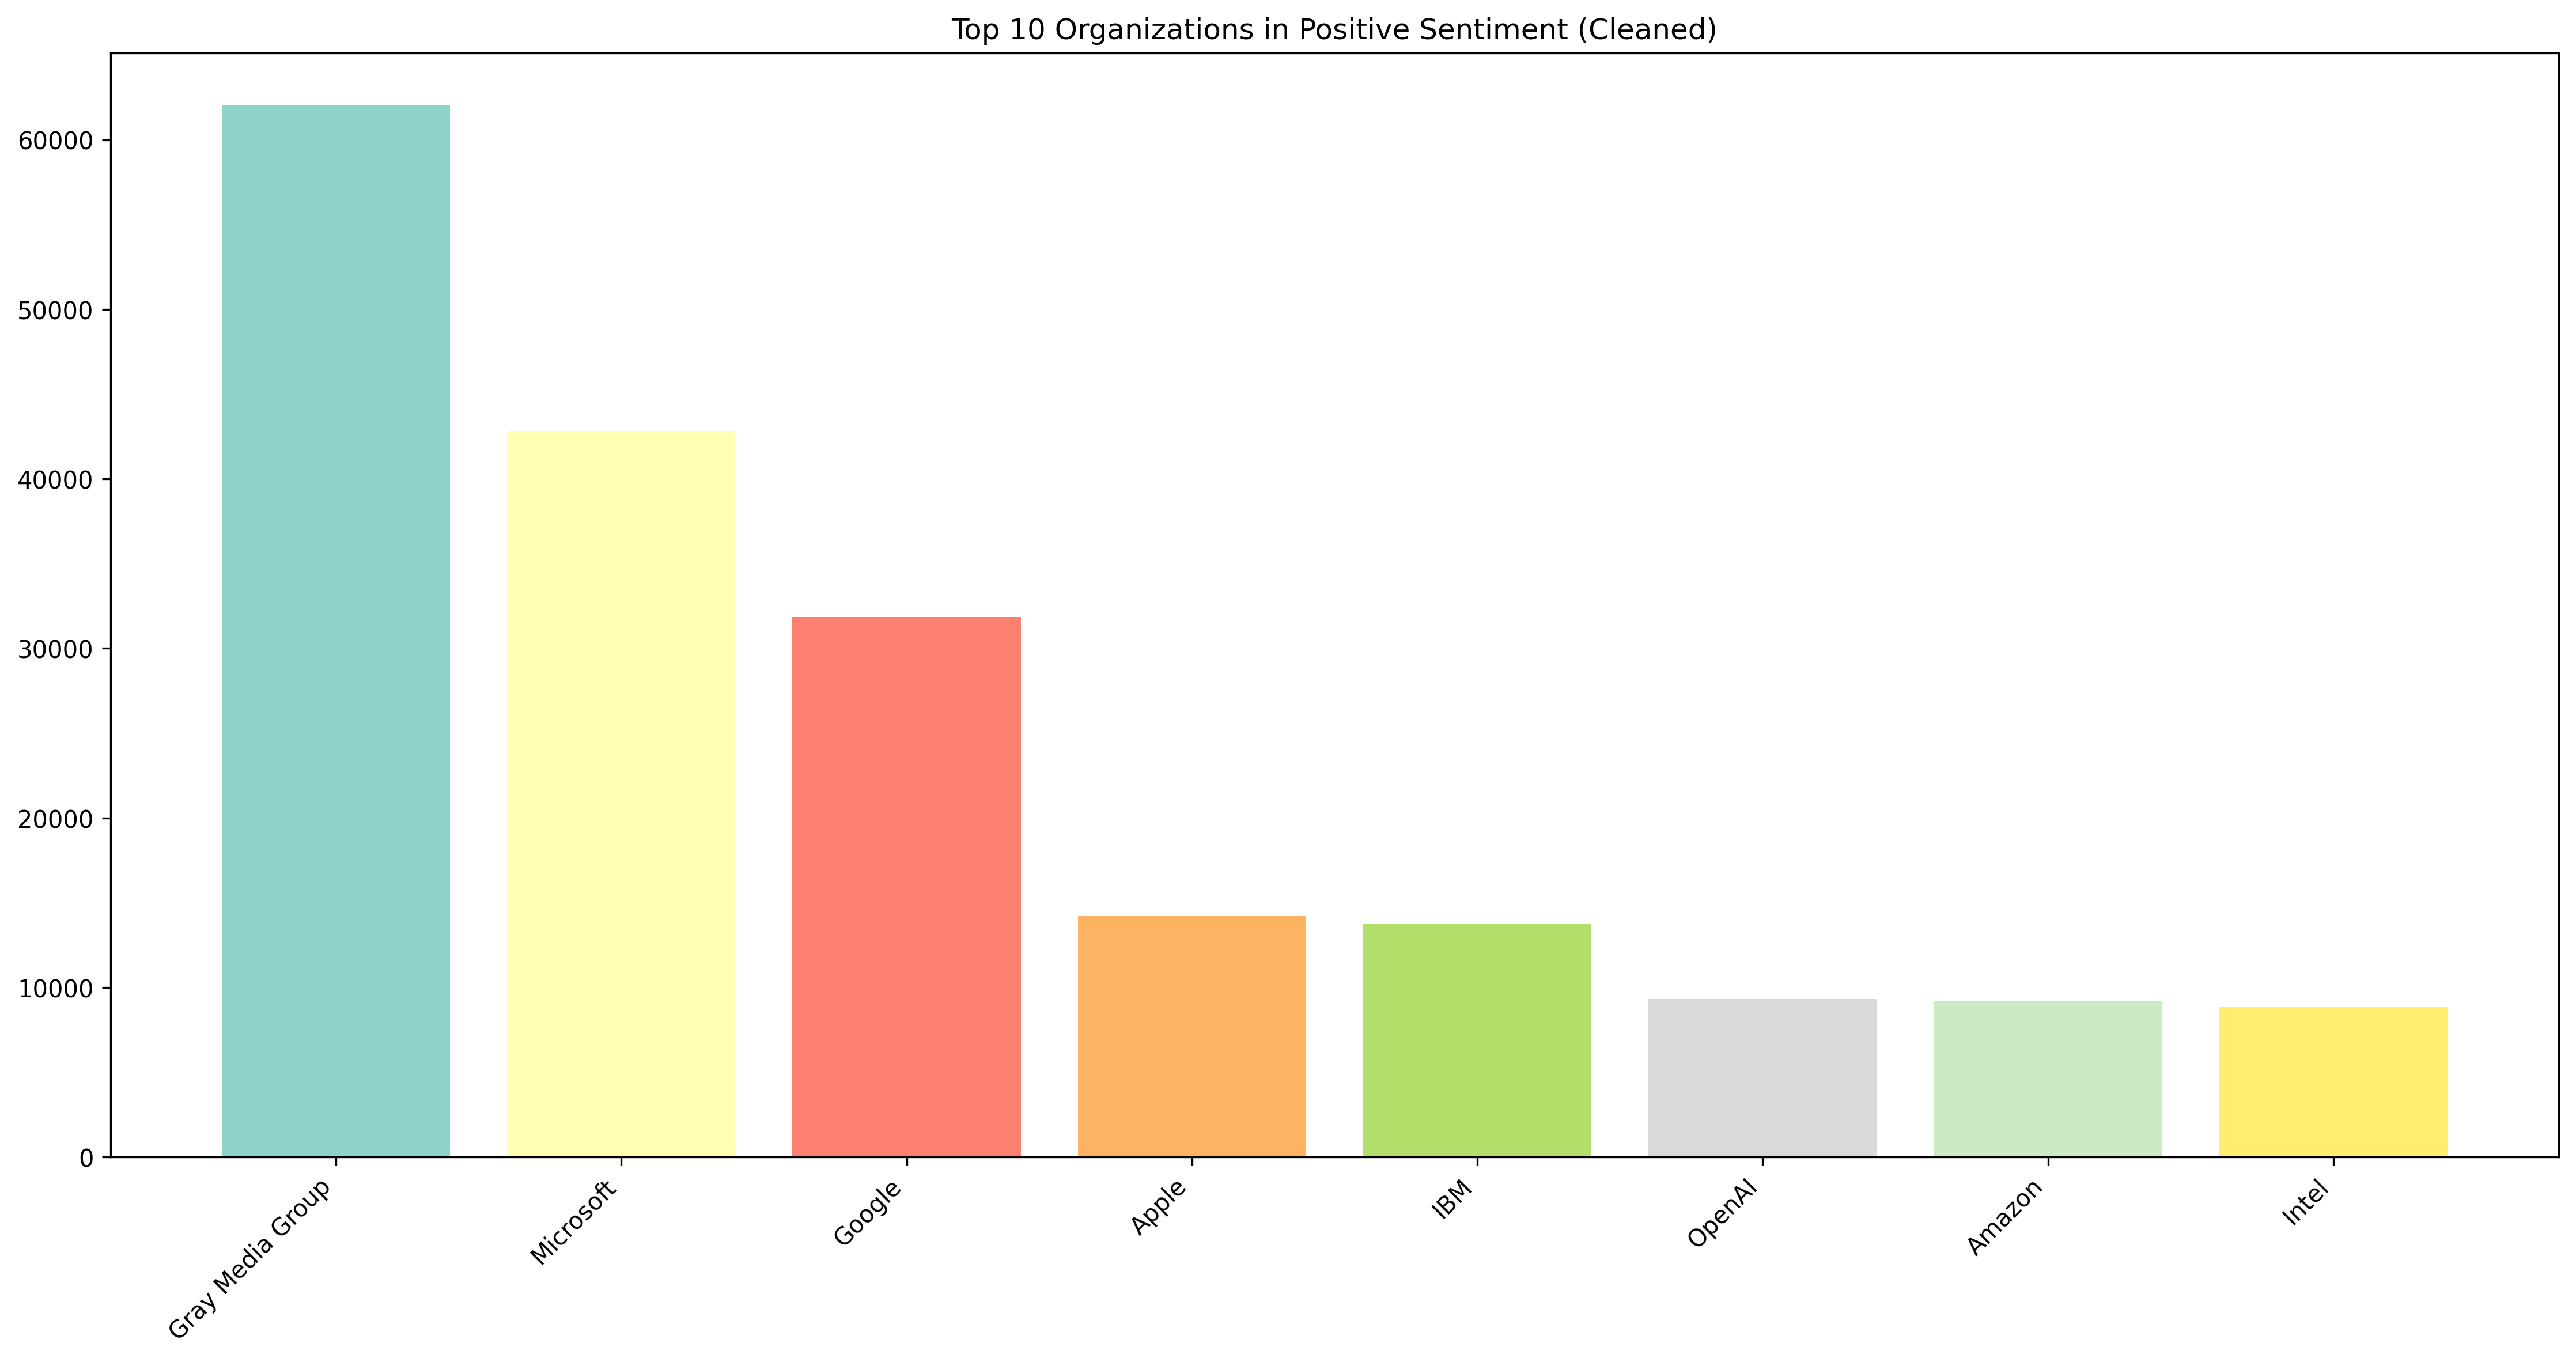 Top 10 Organizations in Positive Sentiment (Cleaned)
60000
50000
40000
30000
20000
10000
0
Gray Media Group
Microsoft
Google
Apple
IBM
OpenAI
Amazon
Intel